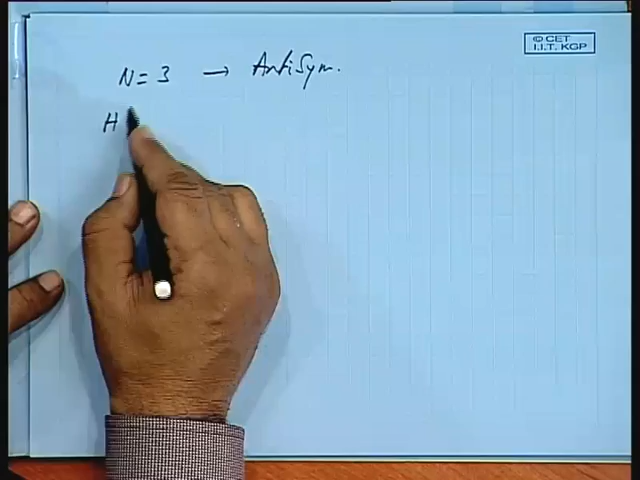 © CET
I.I.T. KGP
N = 3 → AntiSym.
H